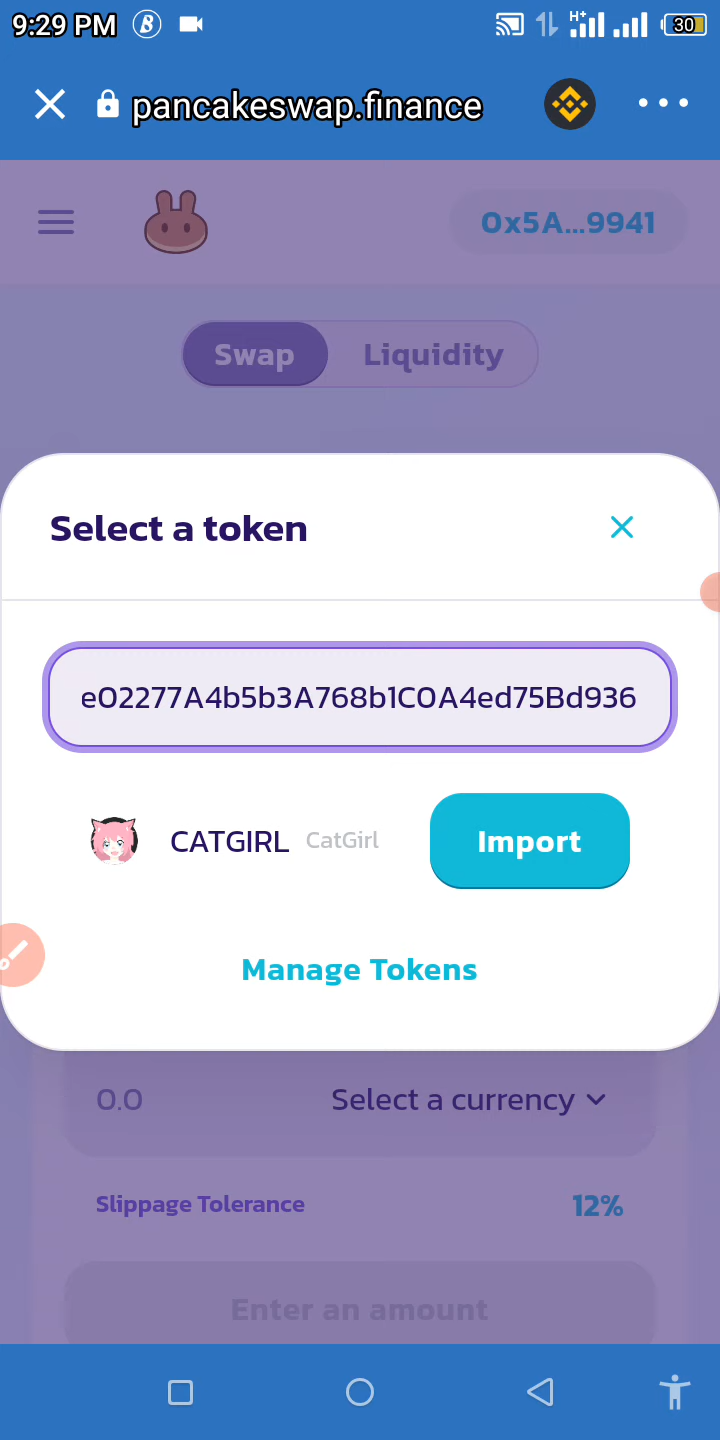 9:29 PM B H+ 30
pancakeswap.finance
0x5A...9941
Swap Liquidity
Select a token
e02277A4b5b3A768b1C0A4ed75Bd936
CATGIRL CatGirl Import
Manage Tokens
0.0 Select a currency
Slippage Tolerance 12%
Enter an amount